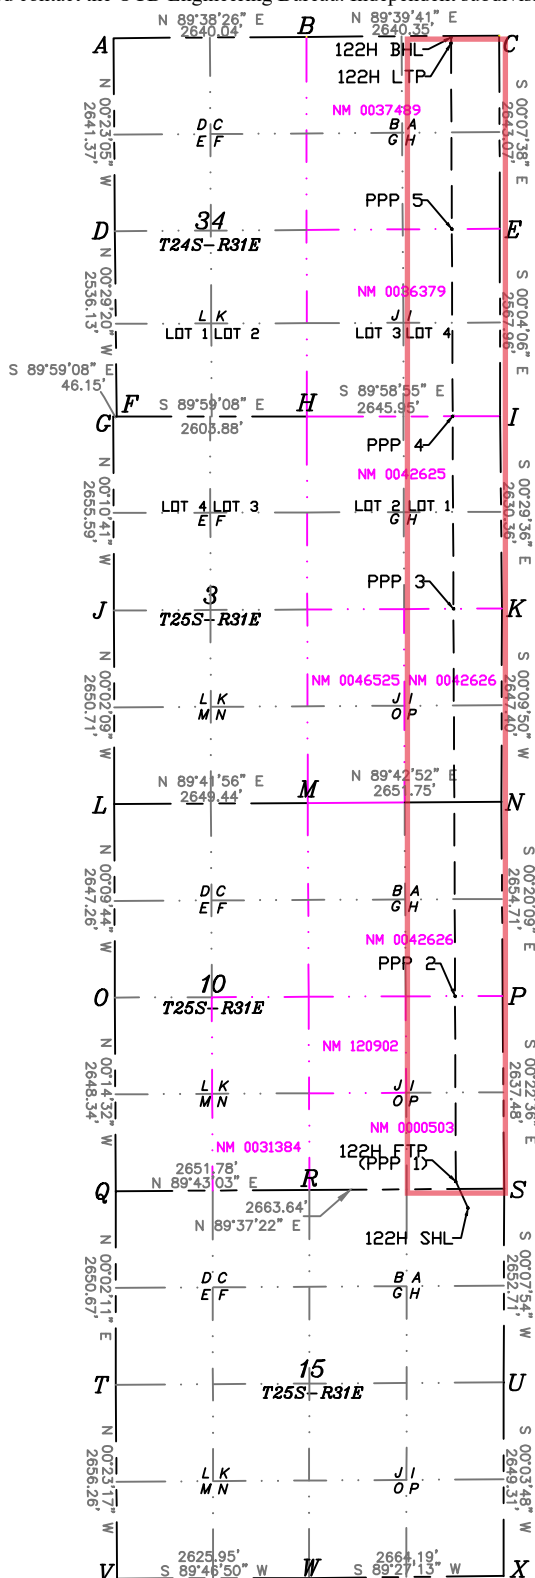 d contact the OCD Engineering Bureau. Independent subdivis
N 89°38'26" E
2640.04'
N 89°39'41" E
2640.35'
A
B
C
122H BHL
122H LTP
N 00°23'05" W
2641.37'
S 00°07'38" E
2643.07'
NM 0037489
D C
E F
B A
G H
PPP 5
D
34
T24S-R31E
E
N 00°29'20" W
2536.13'
S 00°04'06" E
2567.96'
NM 0036379
L K
J I
LOT 1 LOT 2
LOT 3 LOT 4
S 89°59'08" E
46.15'
F
G
S 89°59'08" E
2603.88'
H
S 89°58'55" E
2645.95'
I
PPP 4
N 00°10'41" W
2655.59'
S 00°29'36" E
2630.36'
NM 0042625
LOT 4 LOT 3
E F
LOT 2 LOT 1
G H
PPP 3
J
3
T25S-R31E
K
N 00°02'09" W
2650.71'
S 00°09'50" W
2647.40'
NM 0046525
NM 0042626
L K
M N
J I
O P
N 89°41'56" E
2649.44'
N 89°42'52" E
2651.75'
L
M
N
N 00°09'44" W
2647.26'
S 00°20'09" E
2654.71'
D C
E F
B A
G H
NM 0042626
PPP 2
O
10
T25S-R31E
P
N 00°14'32" W
2648.34'
S 00°22'36" E
2637.48'
NM 120902
L K
M N
J I
O P
NM 0000503
NM 0031384
122H FTP
(PPP 1)
2651.78'
N 89°43'03" E
Q
R
S
2663.64'
N 89°37'22" E
122H SHL
N 00°02'11" E
2650.67'
S 00°07'54" W
2652.71'
D C
E F
B A
G H
T
15
T25S-R31E
U
N 00°23'17" W
2656.26'
S 00°03'48" W
2649.31'
L K
M N
J I
O P
2625.95'
S 89°46'50" W
2664.19'
S 89°27'13" W
V
W
X